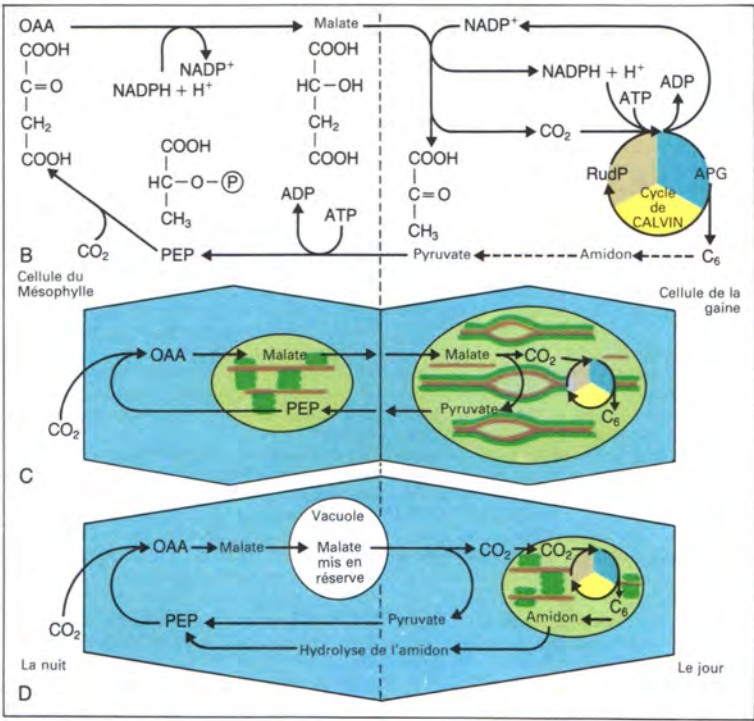 OAA
Malate
NADP⁺
COOH
C=O
CH₂
COOH
NADP⁺
NADPH + H⁺
COOH
HC—O—P
CH₃
COOH
HC—OH
CH₂
COOH
NADPH + H⁺
ATP
ADP
CO₂
COOH
C=O
CH₃
RudP
APG
Cycle
de
CALVIN
ADP
ATP
B
CO₂
PEP
Pyruvate
Amidon
C₆
Cellule du
Mésophylle
Cellule de la
gaine
OAA
Malate
Malate
CO₂
PEP
Pyruvate
C₆
CO₂
C
Vacuole
OAA
Malate
Malate
mis en
réserve
CO₂
CO₂
C₆
Amidon
CO₂
PEP
Pyruvate
Hydrolyse de l'amidon
La nuit
Le jour
D